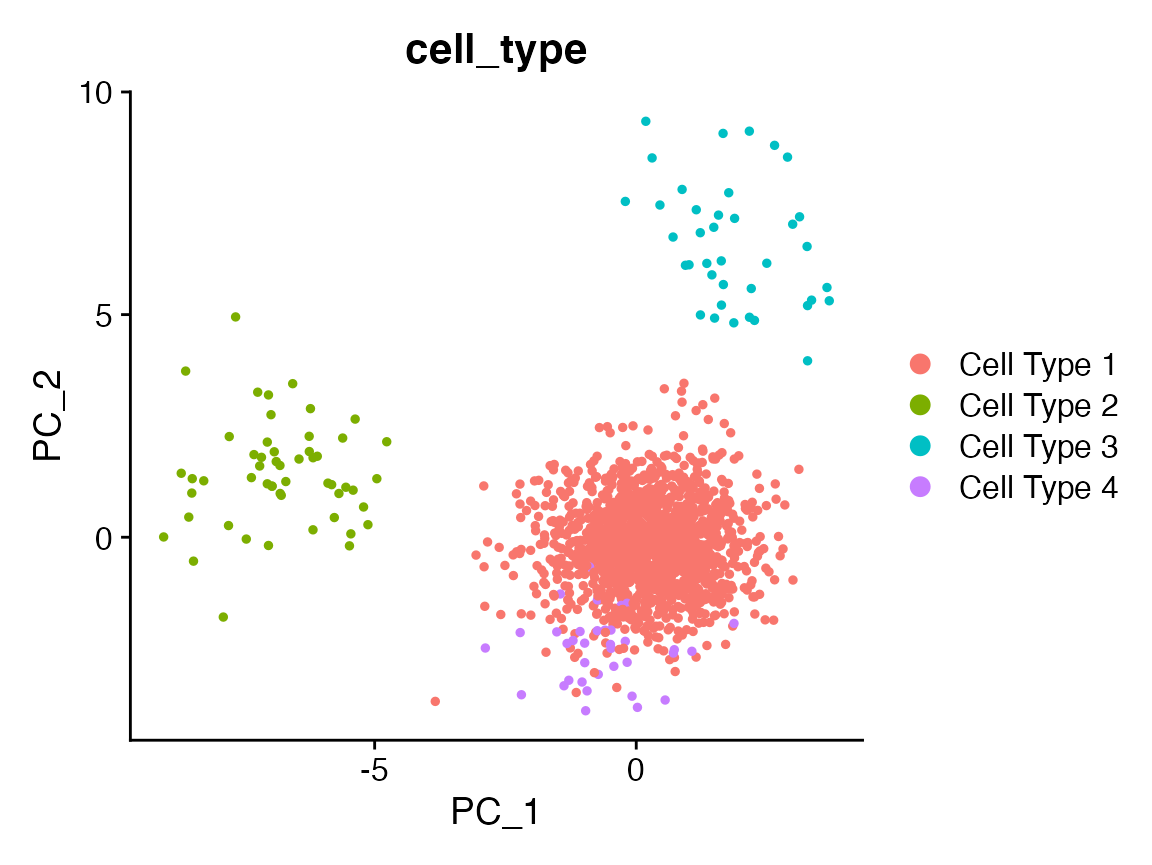 cell_type
10
5
0
PC_2
-5
0
PC_1
Cell Type 1
Cell Type 2
Cell Type 3
Cell Type 4